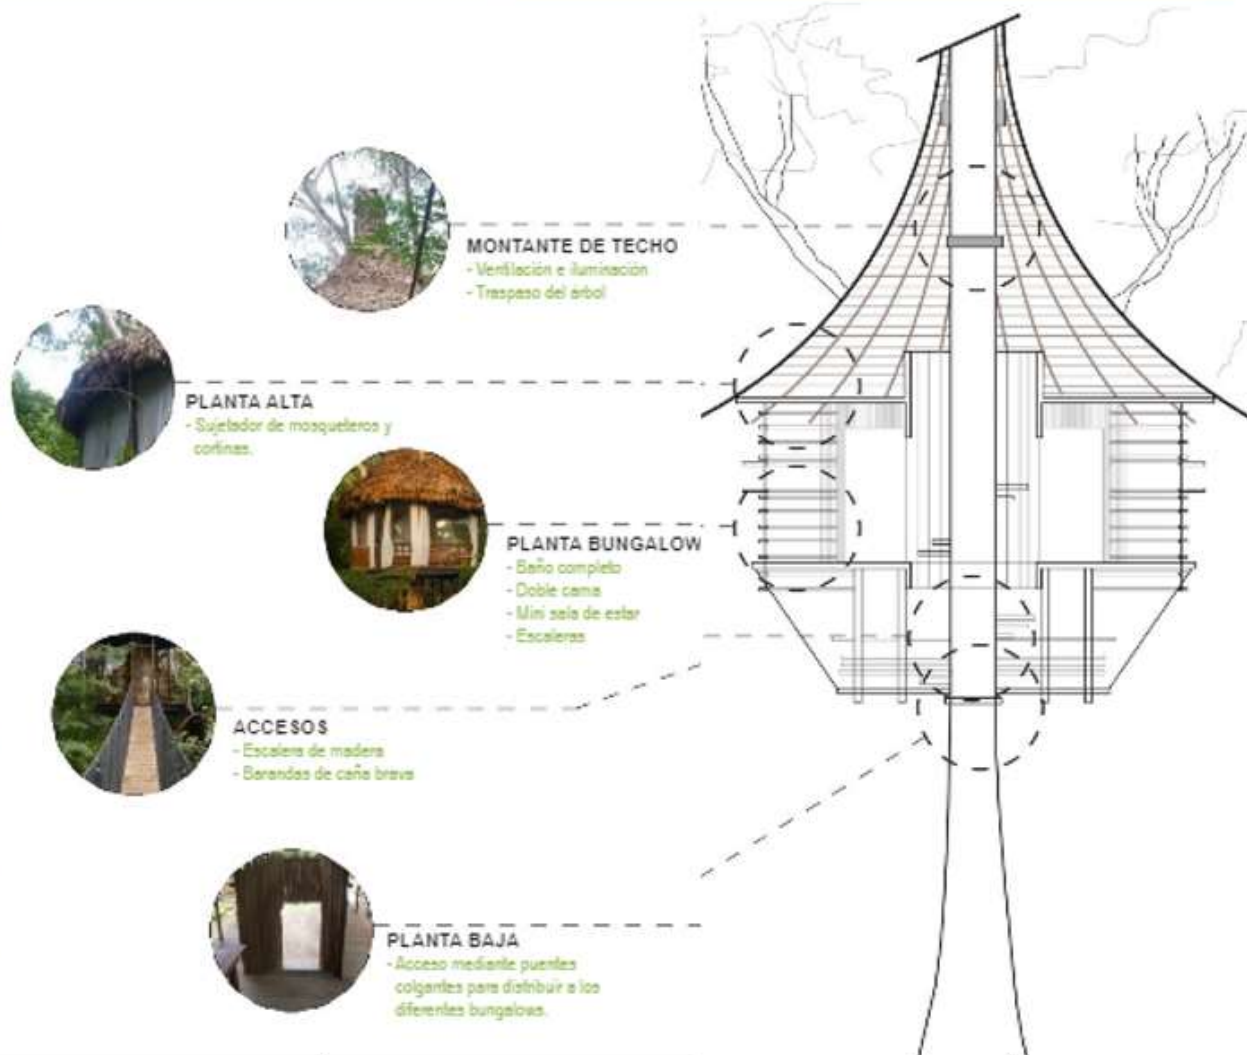 MONTANTE DE TECHO
- Ventilación e iluminación
- Traspaso del árbol
PLANTA ALTA
- Sujetador de mosqueteros y
cortinas.
PLANTA BUNGALOW
- Baño completo
- Doble cama
- Mini sala de estar
- Escaleras
ACCESOS
- Escalera de madera
- Barandas de caña brava
PLANTA BAJA
- Acceso mediante puentes
colgantes para distribuir a los
diferentes bungalows.